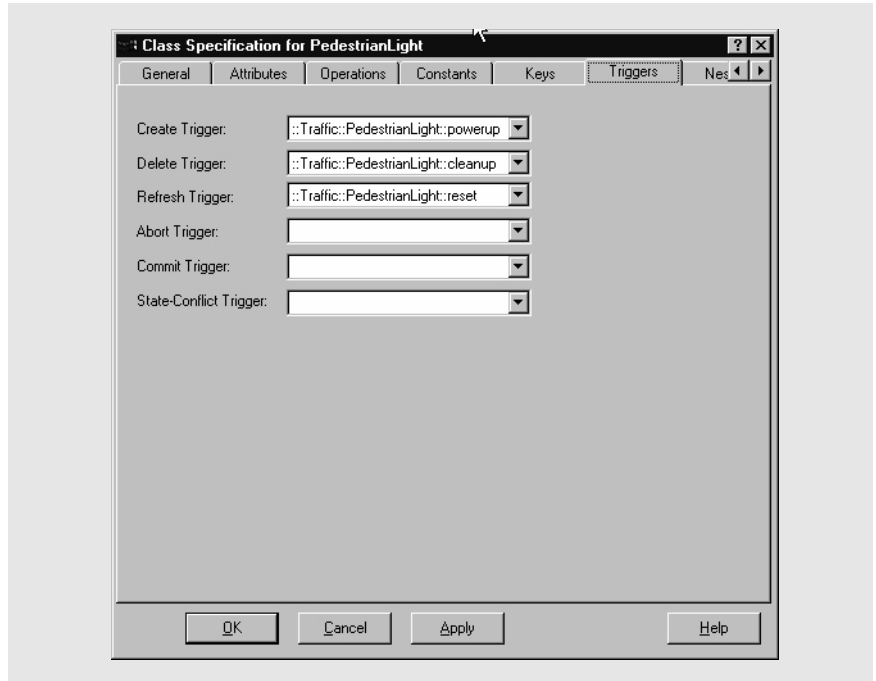 Class Specification for PedestrianLight
General Attributes Operations Constants Keys Triggers Nes
Create Trigger: ::Traffic::PedestrianLight::powerup
Delete Trigger: ::Traffic::PedestrianLight::cleanup
Refresh Trigger: ::Traffic::PedestrianLight::reset
Abort Trigger:
Commit Trigger:
State-Conflict Trigger:
OK Cancel Apply Help